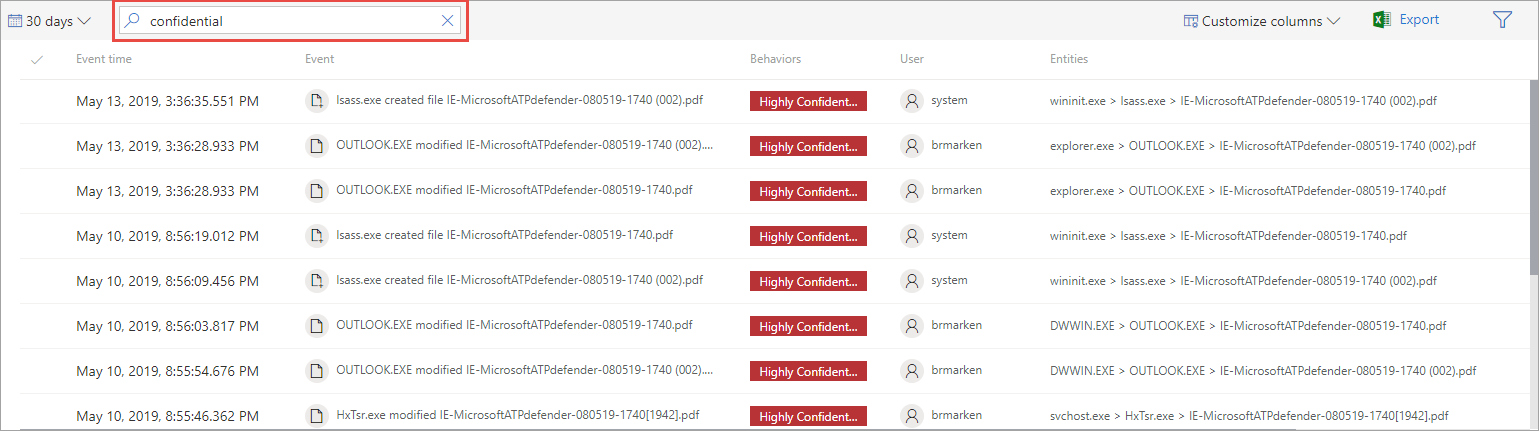 30 days confidential Customize columns Export
Event time Event Behaviors User Entities
May 13, 2019, 3:36:35.551 PM lsass.exe created file IE-MicrosoftATPdefender-080519-1740 (002).pdf Highly Confident... system wininit.exe > lsass.exe > IE-MicrosoftATPdefender-080519-1740 (002).pdf
May 13, 2019, 3:36:28.933 PM OUTLOOK.EXE modified IE-MicrosoftATPdefender-080519-1740 (002).... Highly Confident... brmarken explorer.exe > OUTLOOK.EXE > IE-MicrosoftATPdefender-080519-1740 (002).pdf
May 13, 2019, 3:36:28.933 PM OUTLOOK.EXE modified IE-MicrosoftATPdefender-080519-1740.pdf Highly Confident... brmarken explorer.exe > OUTLOOK.EXE > IE-MicrosoftATPdefender-080519-1740.pdf
May 10, 2019, 8:56:19.012 PM lsass.exe created file IE-MicrosoftATPdefender-080519-1740.pdf Highly Confident... system wininit.exe > lsass.exe > IE-MicrosoftATPdefender-080519-1740.pdf
May 10, 2019, 8:56:09.456 PM lsass.exe created file IE-MicrosoftATPdefender-080519-1740 (002).pdf Highly Confident... system wininit.exe > lsass.exe > IE-MicrosoftATPdefender-080519-1740 (002).pdf
May 10, 2019, 8:56:03.817 PM OUTLOOK.EXE modified IE-MicrosoftATPdefender-080519-1740.pdf Highly Confident... brmarken DWWIN.EXE > OUTLOOK.EXE > IE-MicrosoftATPdefender-080519-1740.pdf
May 10, 2019, 8:55:54.676 PM OUTLOOK.EXE modified IE-MicrosoftATPdefender-080519-1740 (002).... Highly Confident... brmarken DWWIN.EXE > OUTLOOK.EXE > IE-MicrosoftATPdefender-080519-1740 (002).pdf
May 10, 2019, 8:55:46.362 PM HxTsr.exe modified IE-MicrosoftATPdefender-080519-1740[1942].pdf Highly Confident... brmarken svchost.exe > HxTsr.exe > IE-MicrosoftATPdefender-080519-1740[1942].pdf